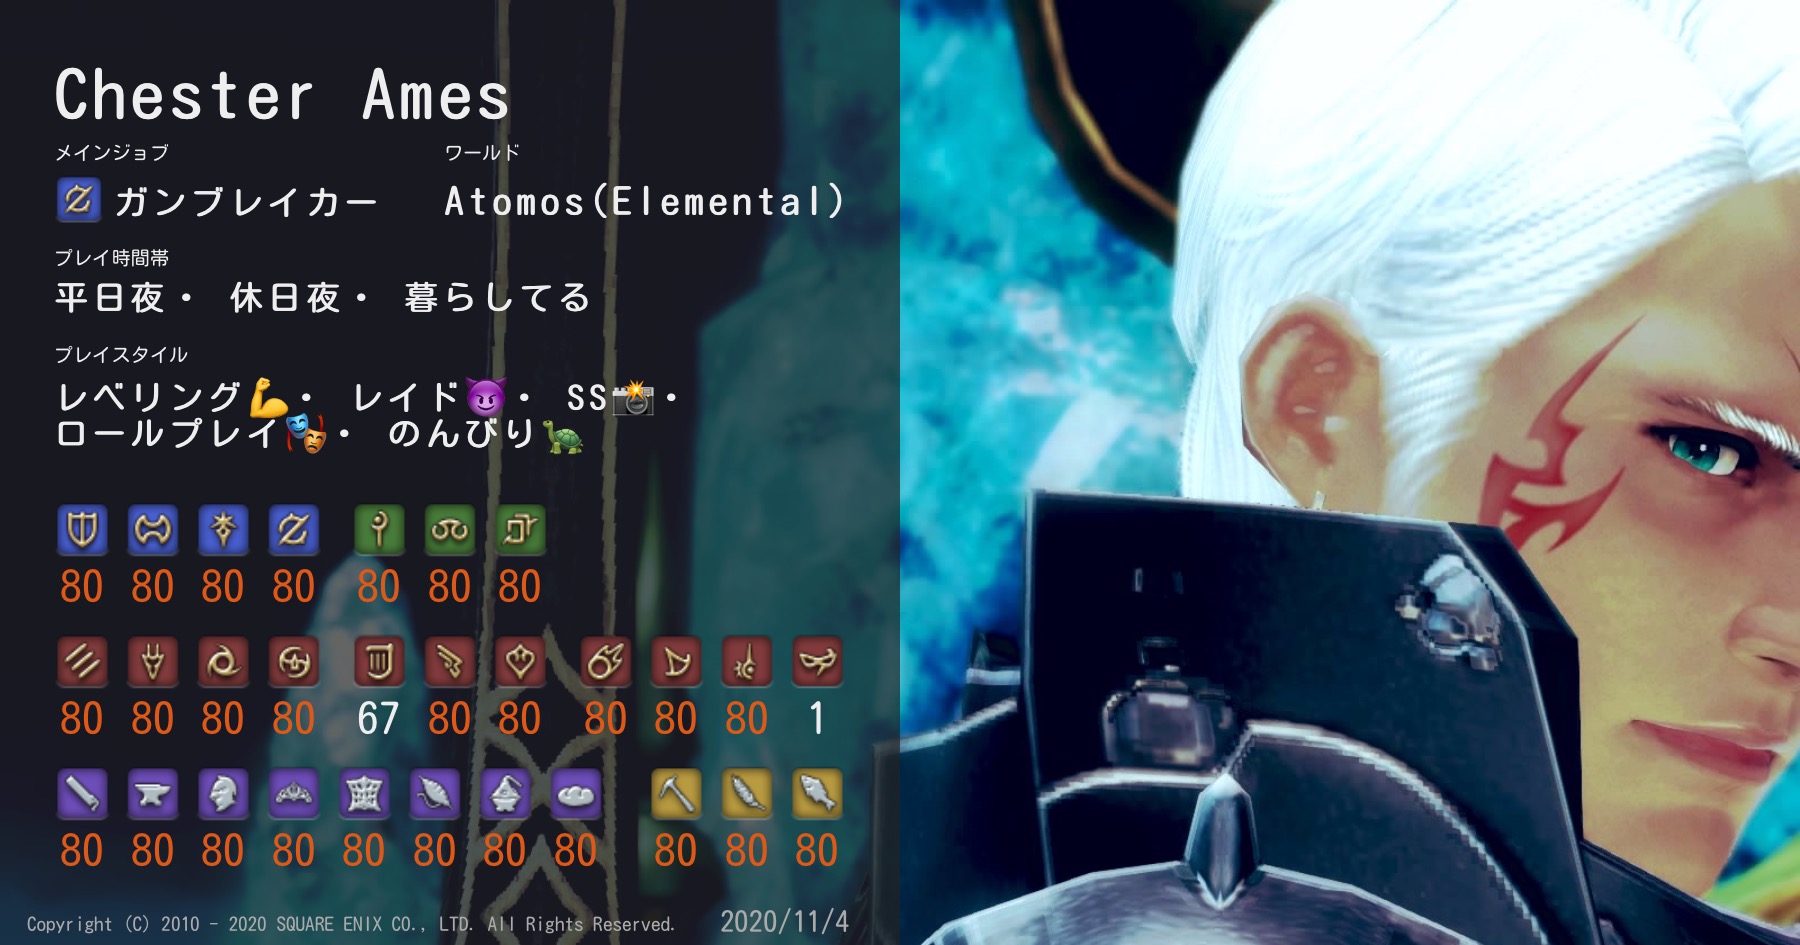 Chester Ames
メインジョブ ワールド
ガンブレイカー Atomos(Elemental)
プレイ時間帯
平日夜・ 休日夜・ 暮らしてる
プレイスタイル
レベリング💪・ レイド😈・ SS📸・
ロールプレイ🎭・ のんびり🐢
80 80 80 80 80 80 80
80 80 80 80 67 80 80 80 80 80 1
80 80 80 80 80 80 80 80 80 80 80
Copyright (C) 2010 - 2020 SQUARE ENIX CO., LTD. All Rights Reserved. 2020/11/4